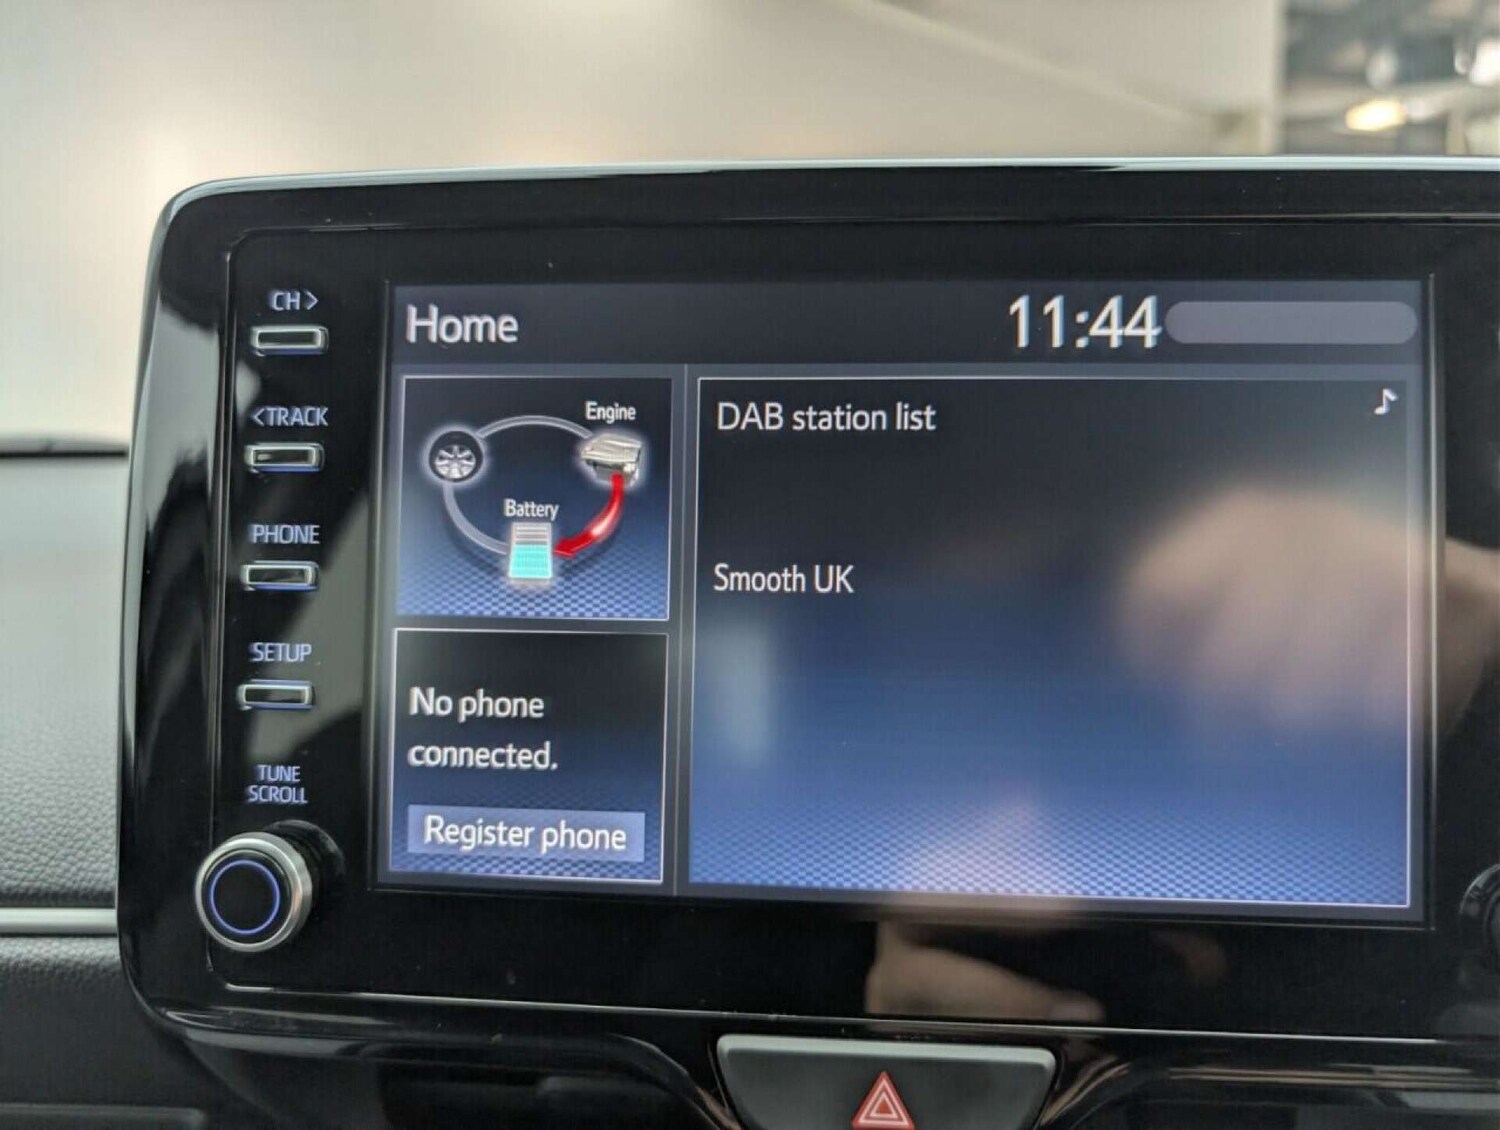 CH>
<TRACK
PHONE
SETUP
TUNE
SCROLL
Home
11:44
Engine
Battery
No phone
connected.
Register phone
DAB station list
Smooth UK